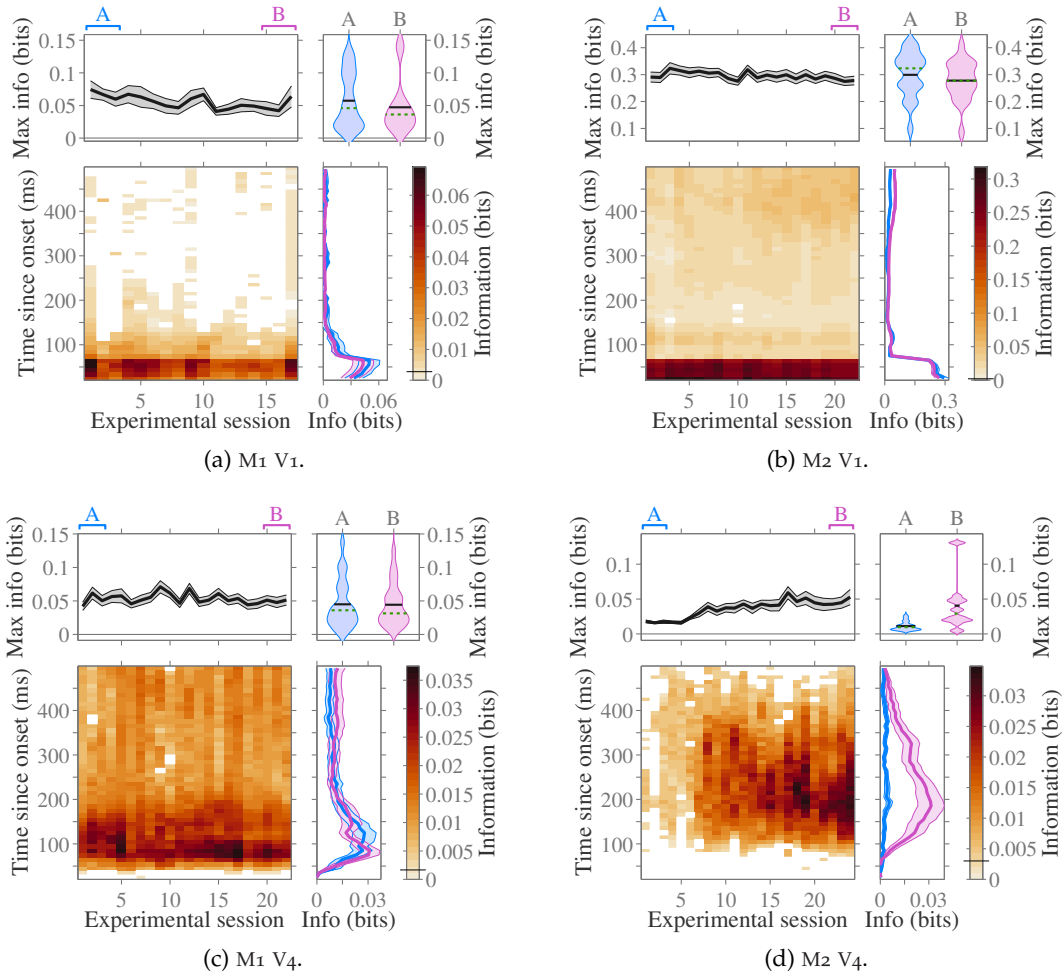 A B A B
Max info (bits)
0.15
0.1
0.05
0
Max info (bits)
0.15
0.1
0.05
0
Time since onset (ms)
400
300
200
100
5 10 15
Experimental session
0 0.06
Info (bits)
Information (bits)
0.06
0.05
0.04
0.03
0.02
0.01
0
(a) M1 V1.
A B A B
Max info (bits)
0.4
0.3
0.2
0.1
Max info (bits)
0.4
0.3
0.2
0.1
Time since onset (ms)
400
300
200
100
5 10 15 20
Experimental session
0 0.3
Info (bits)
Information (bits)
0.3
0.25
0.2
0.15
0.1
0.05
0
(b) M2 V1.
A B A B
Max info (bits)
0.15
0.1
0.05
0
Max info (bits)
0.15
0.1
0.05
0
Time since onset (ms)
400
300
200
100
5 10 15 20
Experimental session
0 0.03
Info (bits)
Information (bits)
0.035
0.03
0.025
0.02
0.015
0.01
0.005
0
(c) M1 V4.
A B A B
Max info (bits)
0.1
0.05
0
Max info (bits)
0.1
0.05
0
Time since onset (ms)
400
300
200
100
5 10 15 20
Experimental session
0 0.03
Info (bits)
Information (bits)
0.03
0.025
0.02
0.015
0.01
0.005
0
(d) M2 V4.